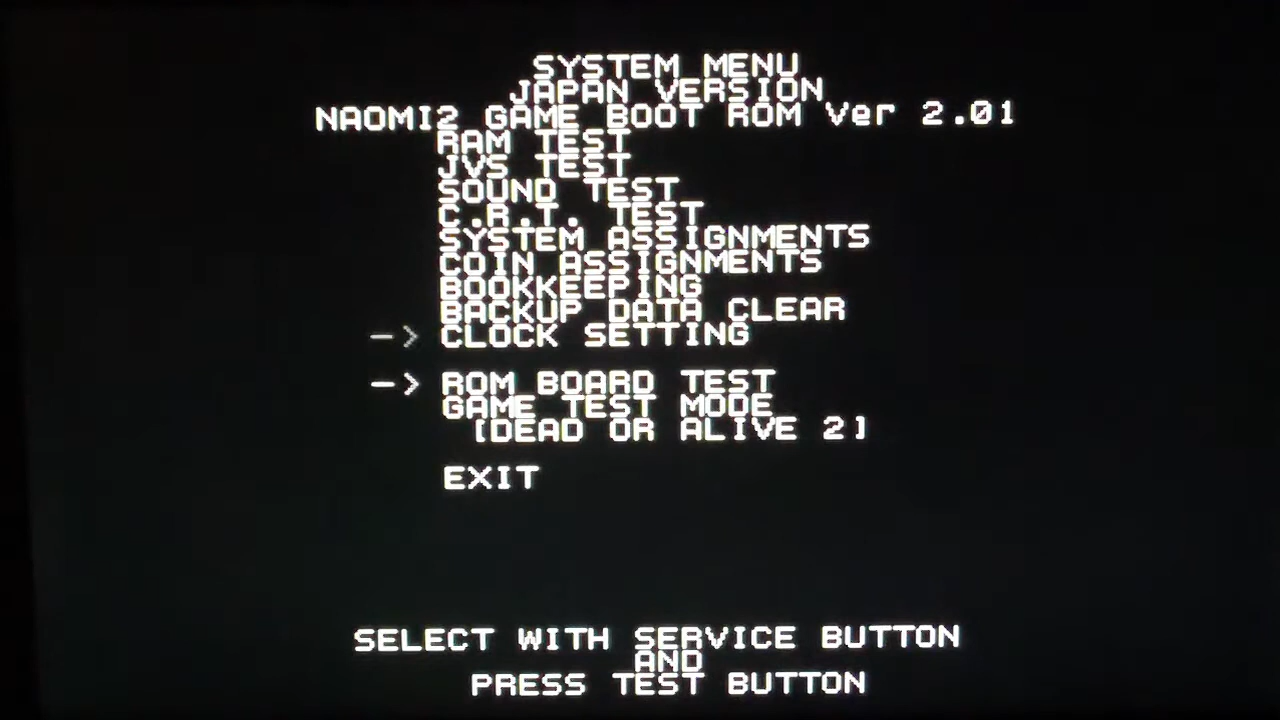 SYSTEM MENU
JAPAN VERSION
NAOMI2 GAME BOOT ROM Ver 2.01
RAM TEST
JVS TEST
SOUND TEST
C.R.T. TEST
SYSTEM ASSIGNMENTS
COIN ASSIGNMENTS
BOOKKEEPING
BACKUP DATA CLEAR
-> CLOCK SETTING
-> ROM BOARD TEST
GAME TEST MODE
[DEAD OR ALIVE 2]
EXIT
SELECT WITH SERVICE BUTTON
AND
PRESS TEST BUTTON